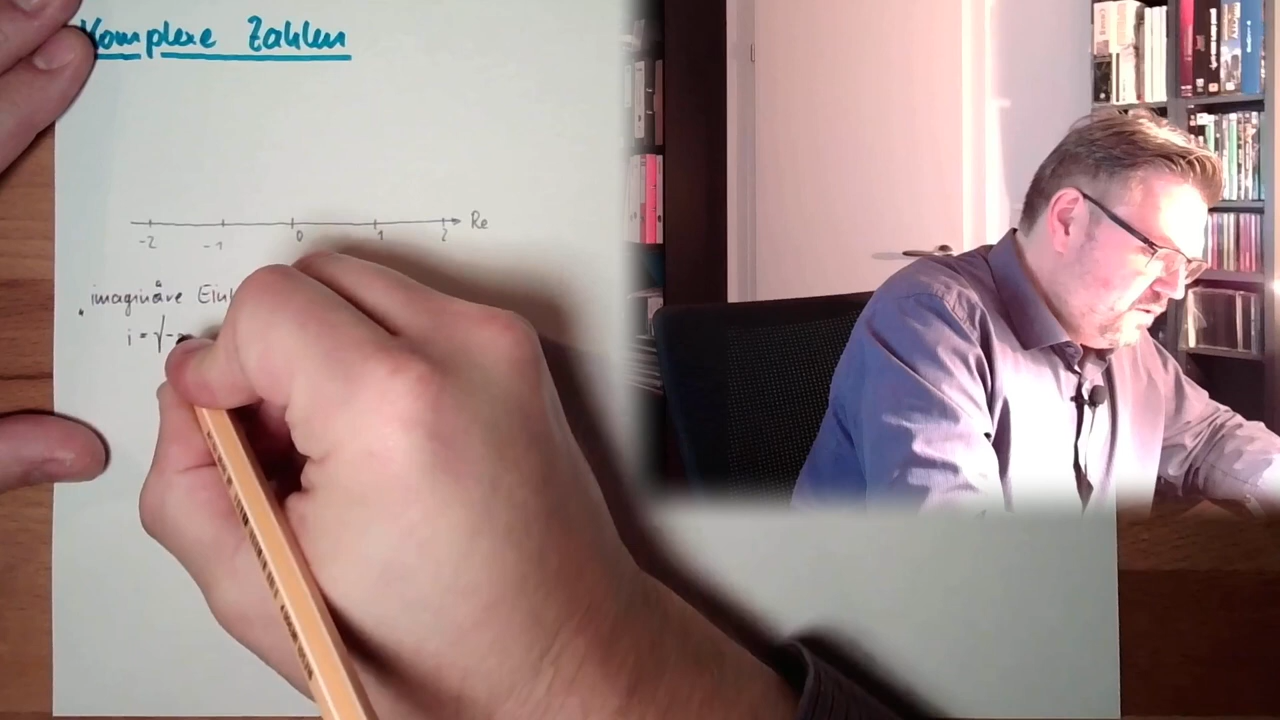 Komplexe Zahlen
Re
-2 -1 0 1 2
imaginäre
i = √-